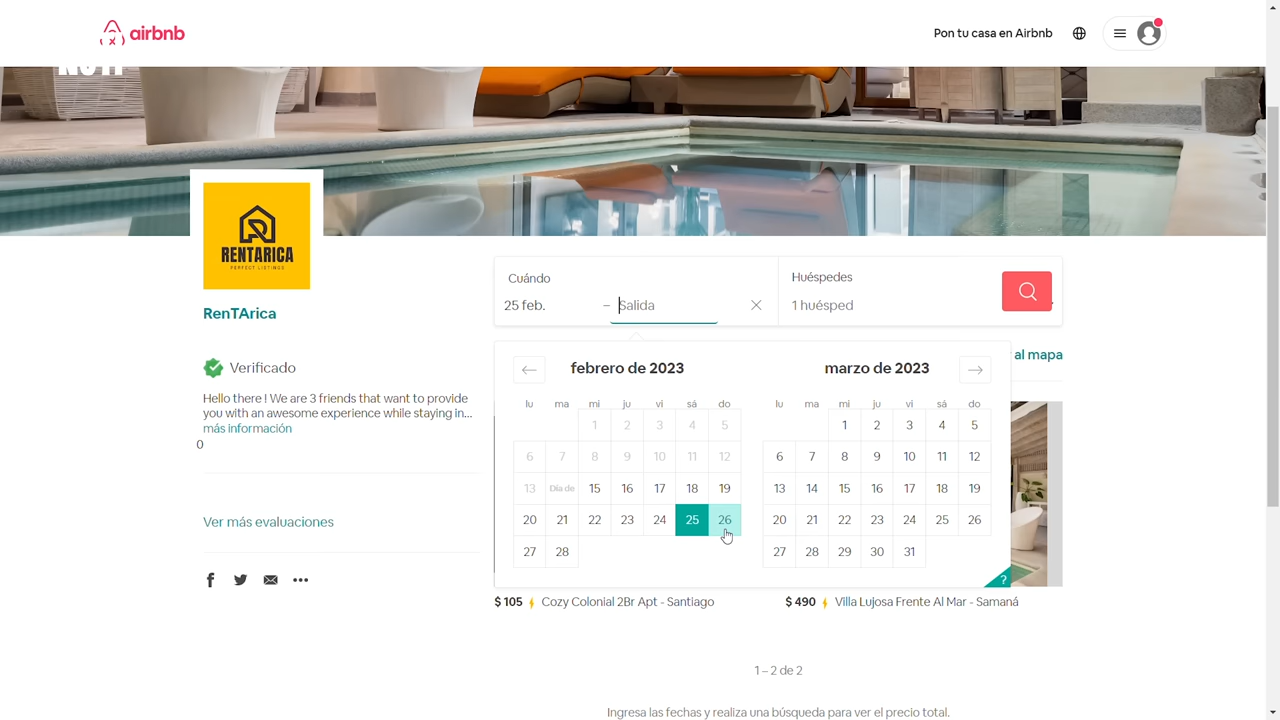 airbnb
Pon tu casa en Airbnb
RENTARICA
PERFECT LISTINGS
RenTArica
Verificado
Hello there ! We are 3 friends that want to provide
you with an awesome experience while staying in...
más información
0
Ver más evaluaciones
Cuándo
25 feb.
–
Salida
Huéspedes
1 huésped
al mapa
febrero de 2023
lu ma mi ju vi sá do
1 2 3 4 5
6 7 8 9 10 11 12
13 Día de 15 16 17 18 19
20 21 22 23 24 25 26
27 28
marzo de 2023
lu ma mi ju vi sá do
1 2 3 4 5
6 7 8 9 10 11 12
13 14 15 16 17 18 19
20 21 22 23 24 25 26
27 28 29 30 31
?
$ 105 Cozy Colonial 2Br Apt - Santiago
$ 490 Villa Lujosa Frente Al Mar - Samaná
1 – 2 de 2
Ingresa las fechas y realiza una búsqueda para ver el precio total.